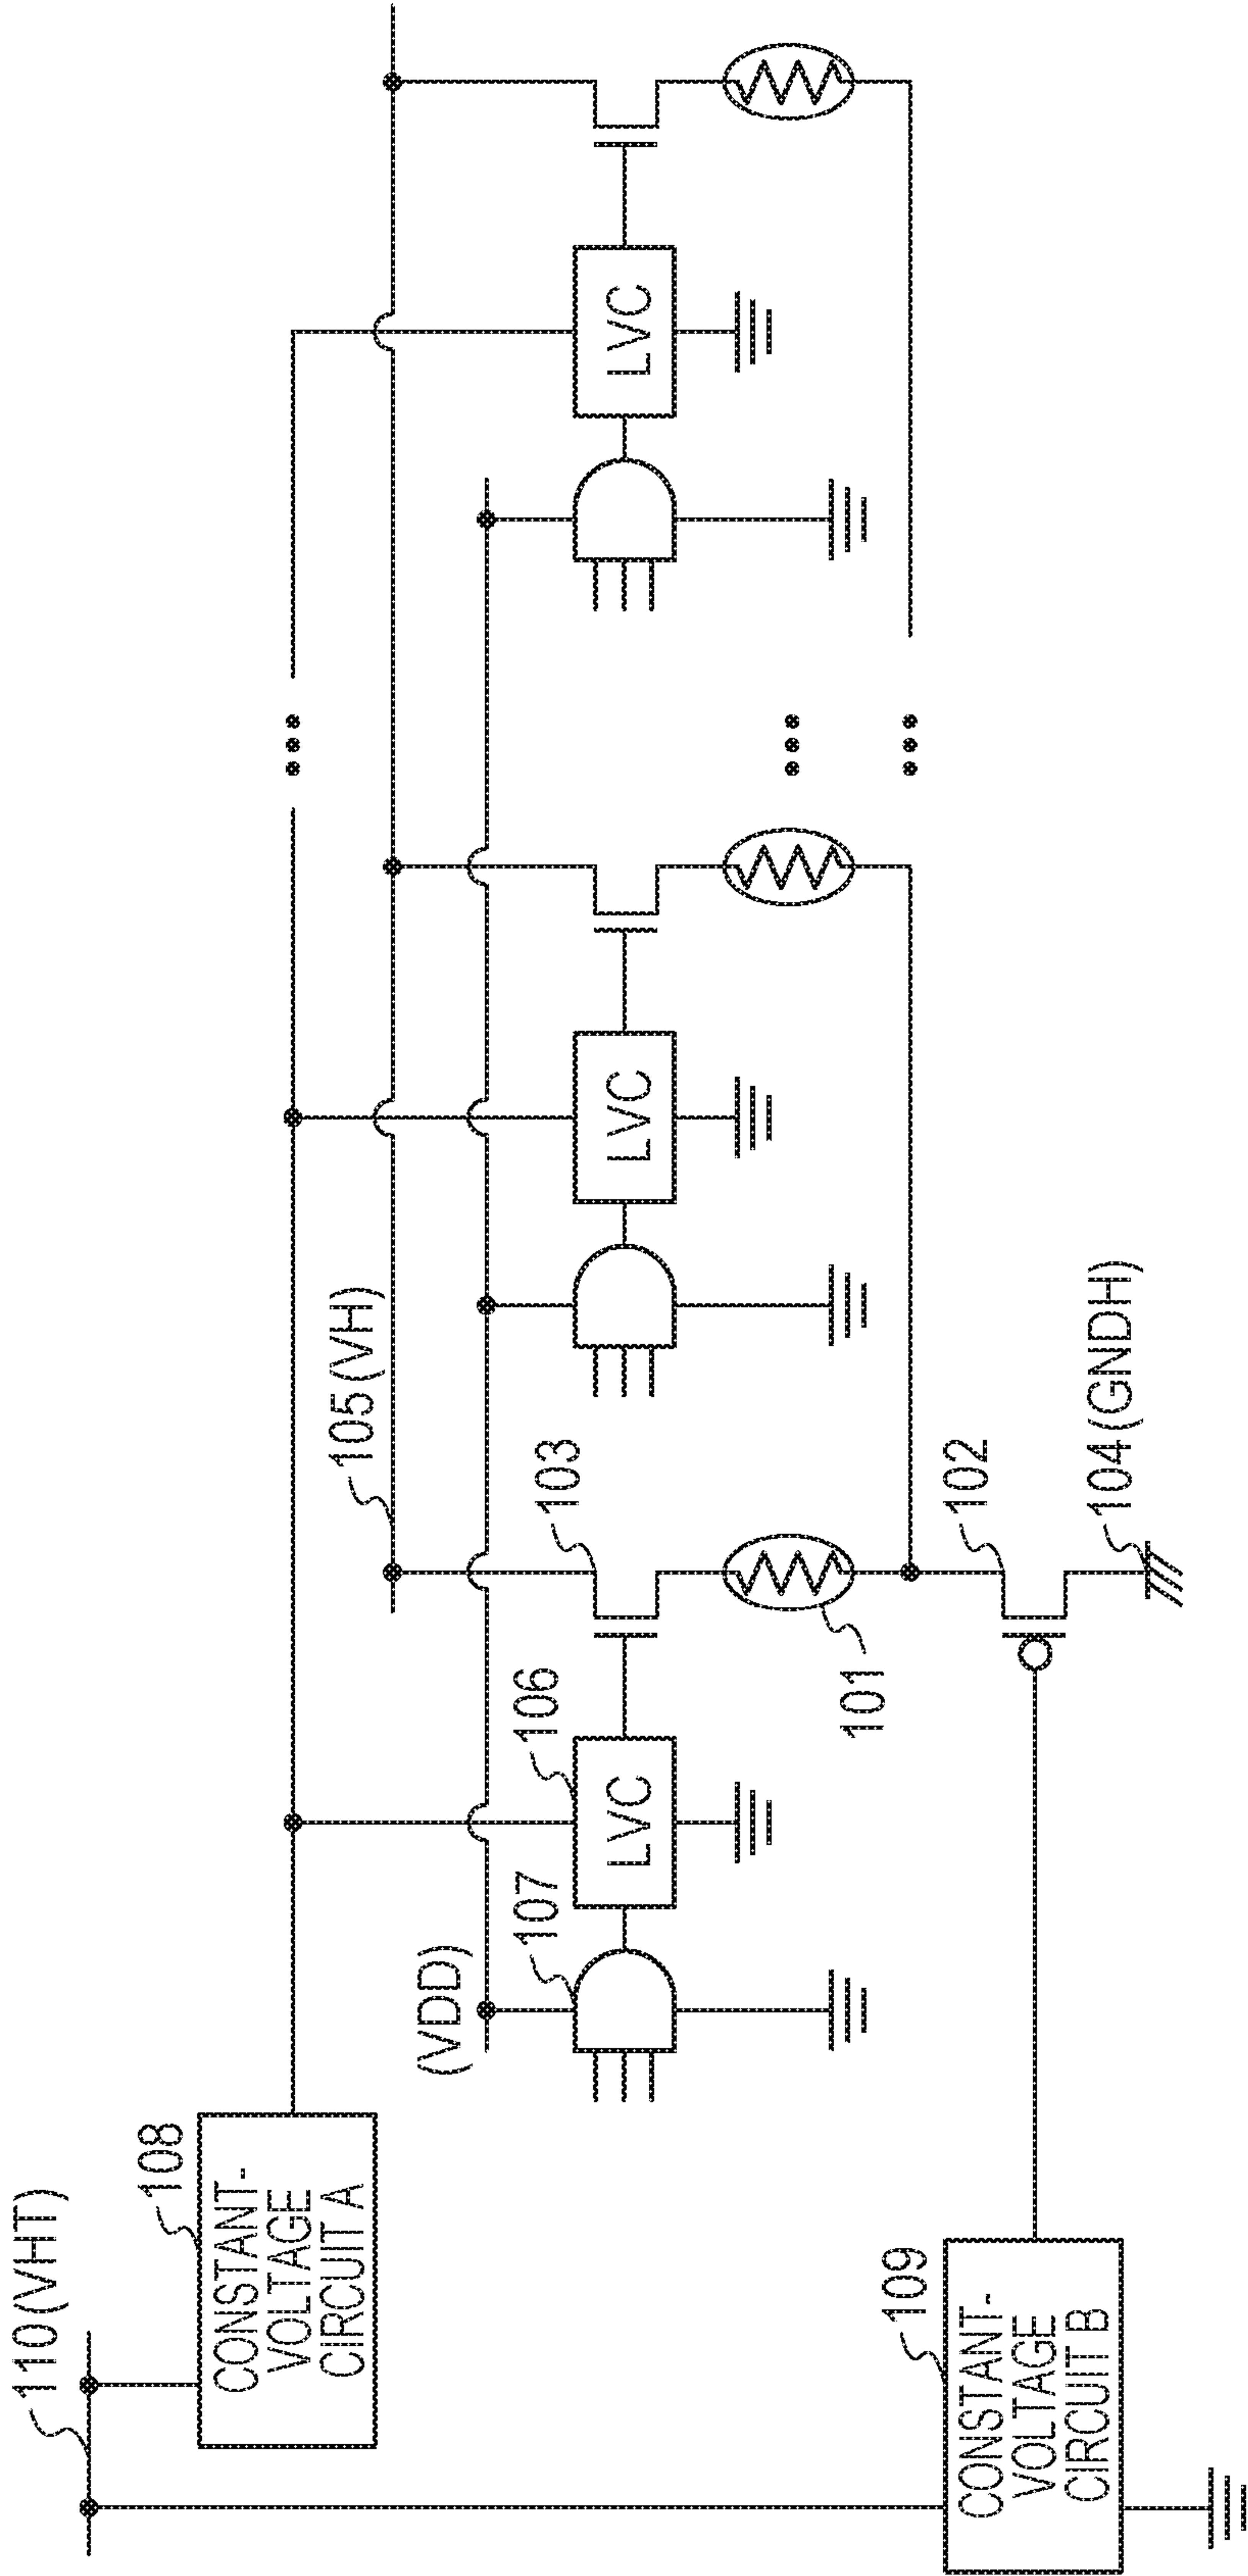 110 (VHT)
108
CONSTANT-
VOLTAGE
CIRCUIT A
105 (VH)
(VDD)
107
106
103
LVC
LVC
LVC
101
109
CONSTANT-
VOLTAGE
CIRCUIT B
102
104 (GNDH)